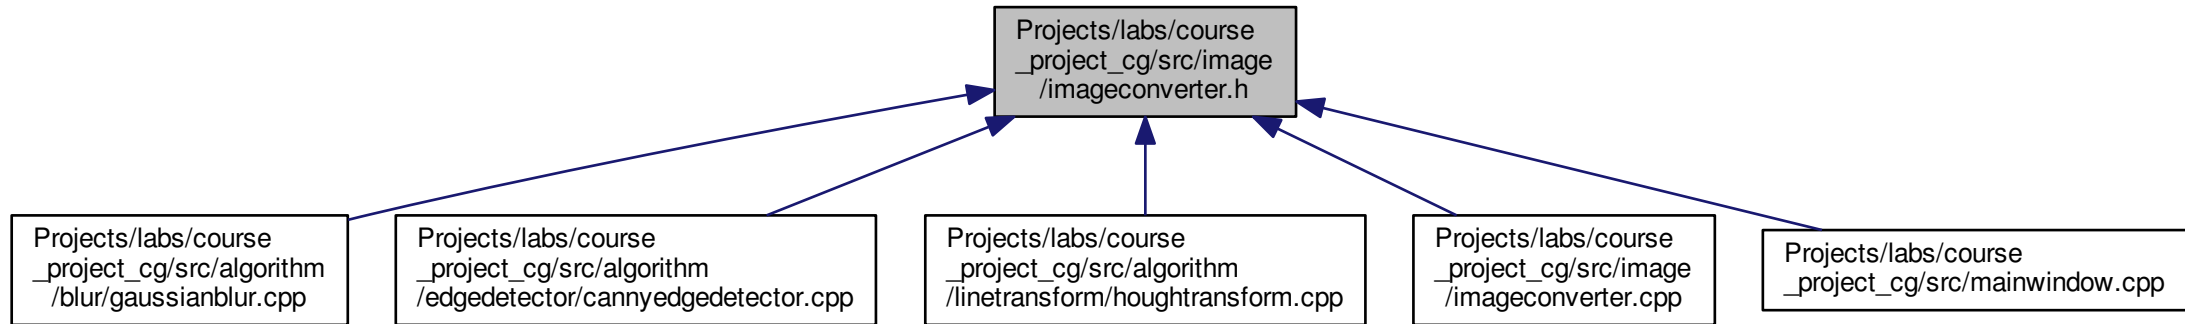 Projects/labs/course
_project_cg/src/image
/imageconverter.h
Projects/labs/course
_project_cg/src/algorithm
/blur/gaussianblur.cpp
Projects/labs/course
_project_cg/src/algorithm
/edgedetector/cannyedgedetector.cpp
Projects/labs/course
_project_cg/src/algorithm
/linetransform/houghtransform.cpp
Projects/labs/course
_project_cg/src/image
/imageconverter.cpp
Projects/labs/course
_project_cg/src/mainwindow.cpp